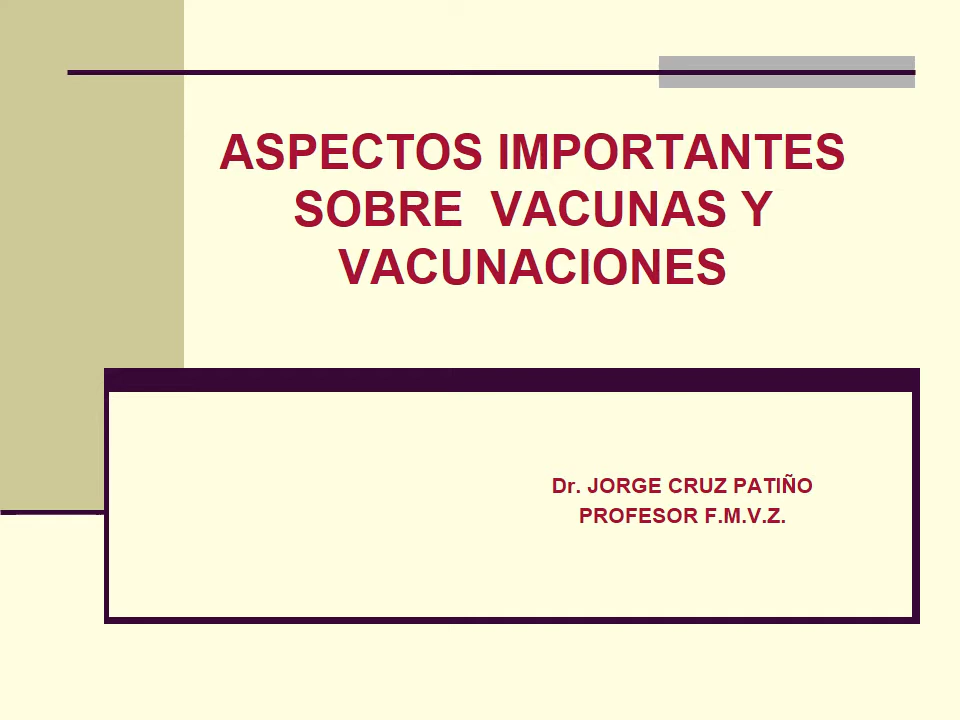 ASPECTOS IMPORTANTES
SOBRE VACUNAS Y
VACUNACIONES
Dr. JORGE CRUZ PATIÑO
PROFESOR F.M.V.Z.